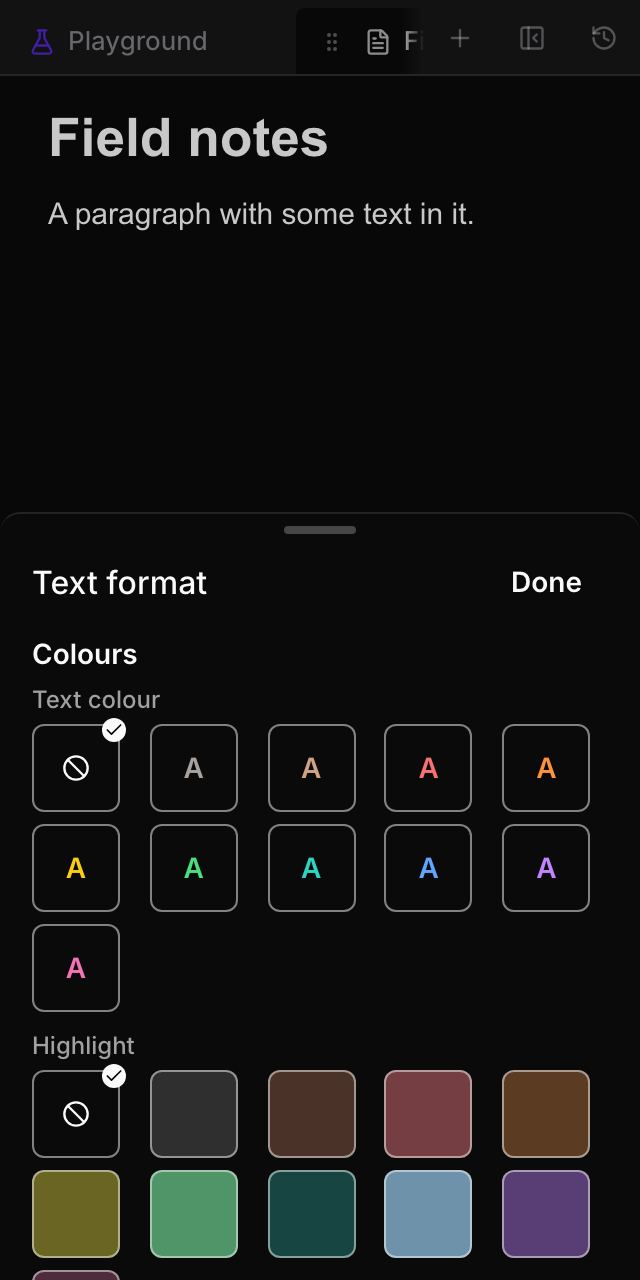 Playground
Field notes
A paragraph with some text in it.
Text format
Done
Colours
Text colour
A A A A
A A A A A
A
Highlight